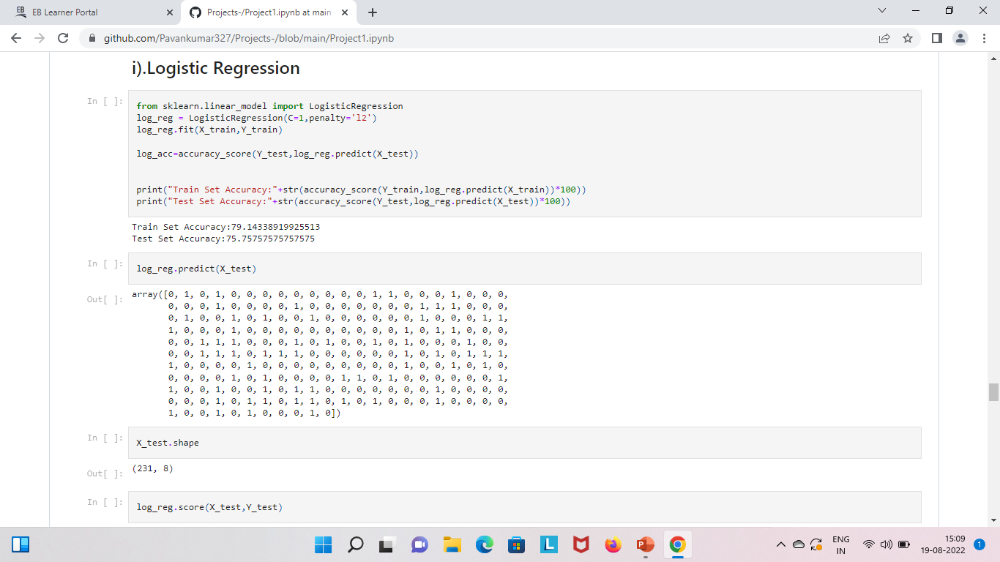 EB Learner Portal
Projects-/Project1.ipynb at main
github.com/Pavankumar327/Projects-/blob/main/Project1.ipynb
i).Logistic Regression
In [ ]:
from sklearn.linear_model import LogisticRegression
log_reg = LogisticRegression(C=1,penalty='l2')
log_reg.fit(X_train,Y_train)
log_acc=accuracy_score(Y_test,log_reg.predict(X_test))
print("Train Set Accuracy:"+str(accuracy_score(Y_train,log_reg.predict(X_train))*100))
print("Test Set Accuracy:"+str(accuracy_score(Y_test,log_reg.predict(X_test))*100))
Train Set Accuracy:79.14338919925513
Test Set Accuracy:75.75757575757575
In [ ]:
log_reg.predict(X_test)
Out[ ]:
array([0, 1, 0, 1, 0, 0, 0, 0, 0, 0, 0, 0, 0, 1, 1, 0, 0, 0, 1, 0, 0, 0,
0, 0, 0, 1, 0, 0, 0, 0, 1, 0, 0, 0, 0, 0, 0, 0, 1, 1, 1, 0, 0, 0,
0, 1, 0, 0, 1, 0, 1, 0, 0, 1, 0, 0, 0, 0, 0, 0, 1, 0, 0, 0, 1, 1,
1, 0, 0, 0, 1, 0, 0, 0, 0, 0, 0, 0, 0, 0, 0, 1, 0, 1, 1, 0, 0, 0,
0, 0, 1, 1, 1, 0, 0, 0, 1, 0, 1, 0, 0, 1, 0, 1, 0, 0, 0, 1, 0, 0,
0, 0, 1, 1, 1, 0, 1, 1, 1, 0, 0, 0, 0, 0, 0, 1, 0, 1, 0, 1, 1, 1,
1, 0, 0, 0, 0, 1, 0, 0, 0, 0, 0, 0, 0, 0, 0, 1, 0, 0, 1, 0, 1, 0,
0, 0, 0, 0, 1, 0, 1, 0, 0, 0, 0, 1, 1, 0, 1, 0, 0, 0, 0, 0, 0, 1,
1, 0, 0, 1, 0, 0, 1, 0, 1, 1, 0, 0, 0, 0, 0, 0, 0, 1, 0, 0, 0, 0,
0, 0, 0, 1, 0, 1, 1, 0, 1, 1, 0, 1, 0, 1, 0, 0, 0, 1, 0, 0, 0, 0,
1, 0, 0, 1, 0, 1, 0, 0, 0, 1, 0])
In [ ]:
X_test.shape
Out[ ]:
(231, 8)
In [ ]:
log_reg.score(X_test,Y_test)
ENG
IN
15:09
19-08-2022
1